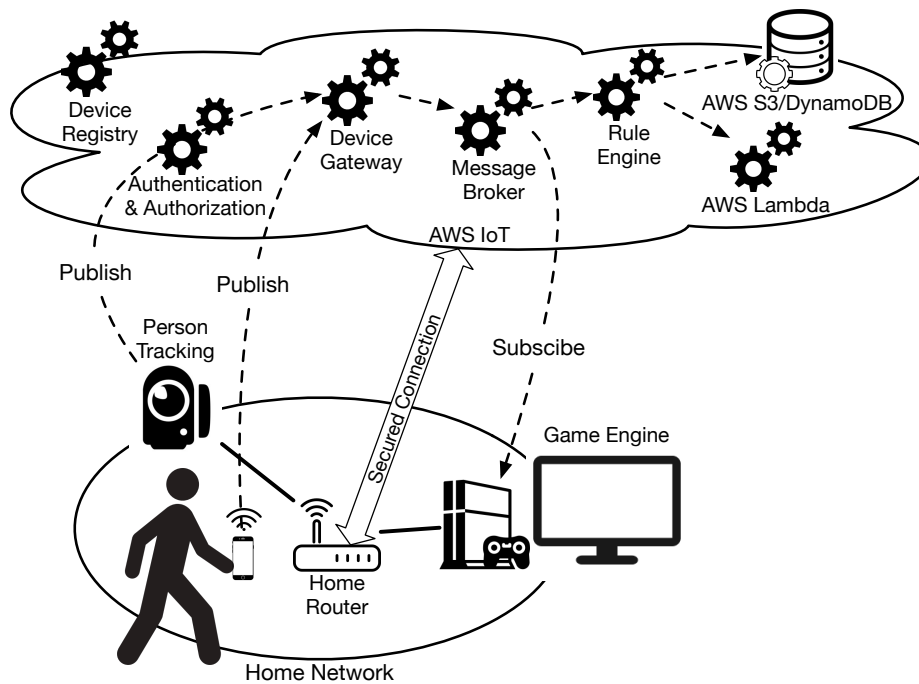 Device
Registry
Authentication
& Authorization
Device
Gateway
Message
Broker
Rule
Engine
AWS S3/DynamoDB
AWS Lambda
AWS IoT
Publish
Publish
Person
Tracking
Secured Connection
Subscibe
Game Engine
Home
Router
Home Network